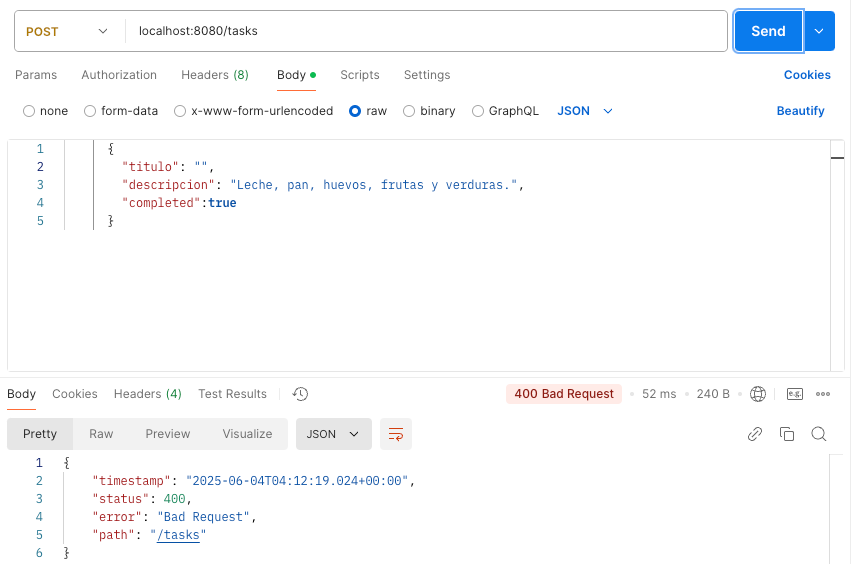 POST localhost:8080/tasks Send
Params Authorization Headers (8) Body Scripts Settings Cookies
none form-data x-www-form-urlencoded raw binary GraphQL JSON Beautify
1 {
2 "titulo": "",
3 "descripcion": "Leche, pan, huevos, frutas y verduras.",
4 "completed":true
5 }
Body Cookies Headers (4) Test Results 400 Bad Request 52 ms 240 B e.g.
Pretty Raw Preview Visualize JSON
1 {
2 "timestamp": "2025-06-04T04:12:19.024+00:00",
3 "status": 400,
4 "error": "Bad Request",
5 "path": "/tasks"
6 }